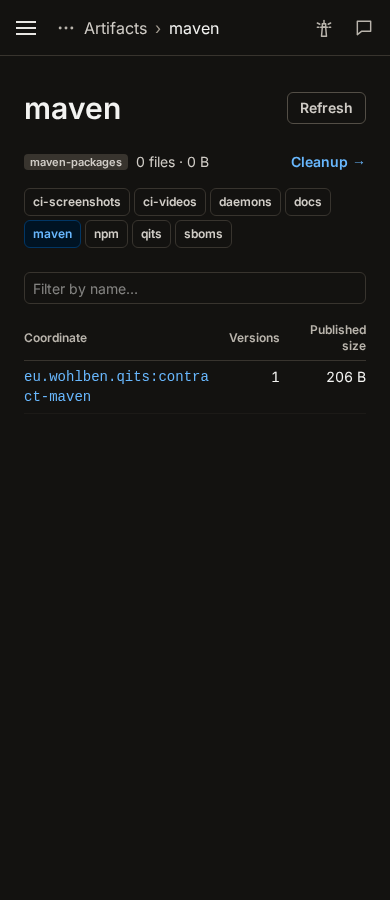 ··· Artifacts › maven
maven
Refresh
maven-packages 0 files · 0 B
Cleanup →
ci-screenshots ci-videos daemons docs
maven npm qits sboms
Filter by name...
Coordinate Versions Published
size
eu.wohlben.qits:contra 1 206 B
ct-maven